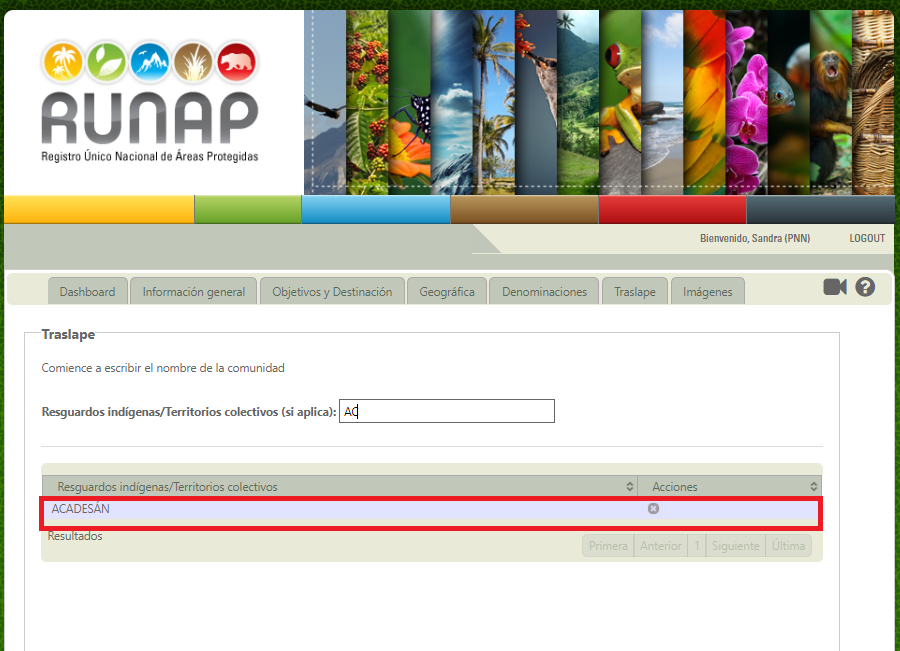 RUNAP
Registro Único Nacional de Áreas Protegidas
Bienvenido, Sandra (PNN) LOGOUT
Dashboard Información general Objetivos y Destinación Geográfica Denominaciones Traslape Imágenes
Traslape
Comience a escribir el nombre de la comunidad
Resguardos indígenas/Territorios colectivos (si aplica): AC
Resguardos indígenas/Territorios colectivos Acciones
ACADESÁN
Resultados
Primera Anterior 1 Siguiente Última